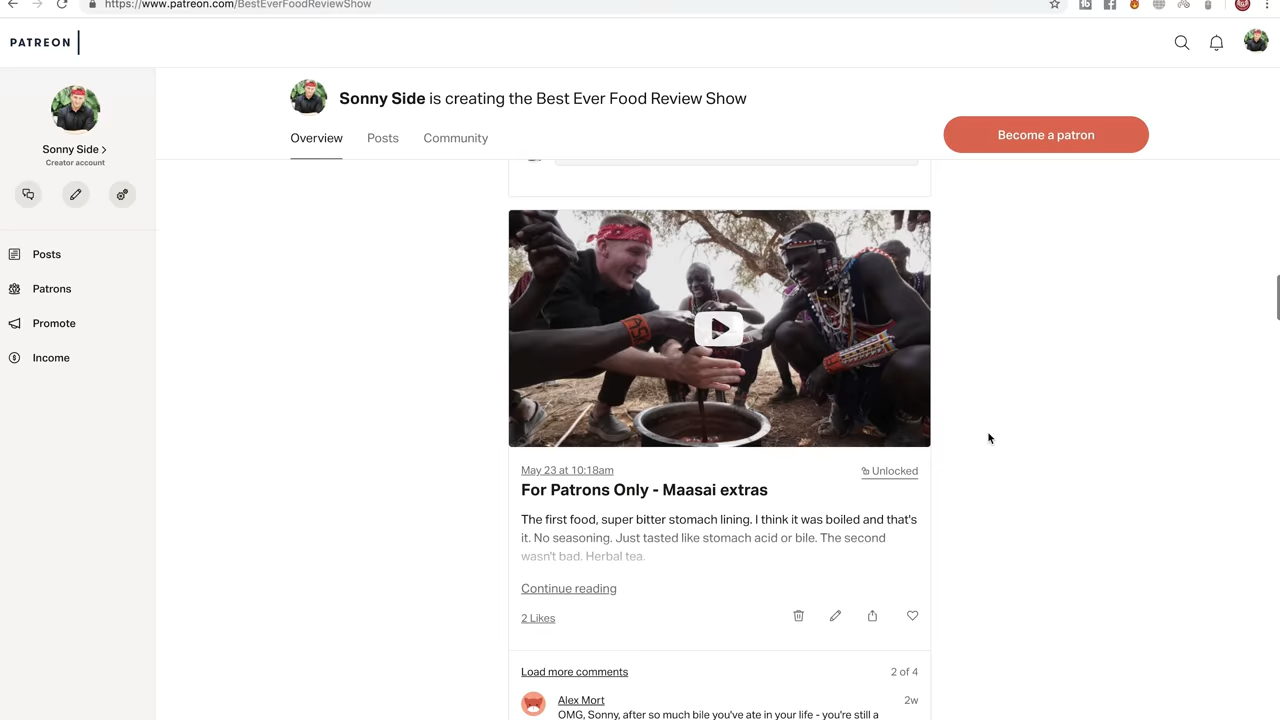 https://www.patreon.com/BestEverFoodReviewShow
PATREON
Sonny Side is creating the Best Ever Food Review Show
Overview
Posts
Community
Become a patron
Sonny Side
Creator account
Posts
Patrons
Promote
Income
May 23 at 10:18am
Unlocked
For Patrons Only - Maasai extras
The first food, super bitter stomach lining. I think it was boiled and that's
it. No seasoning. Just tasted like stomach acid or bile. The second
wasn't bad. Herbal tea.
Continue reading
2 Likes
Load more comments
2 of 4
Alex Mort
2w
OMG, Sonny, after so much bile you've ate in your life - you're still a